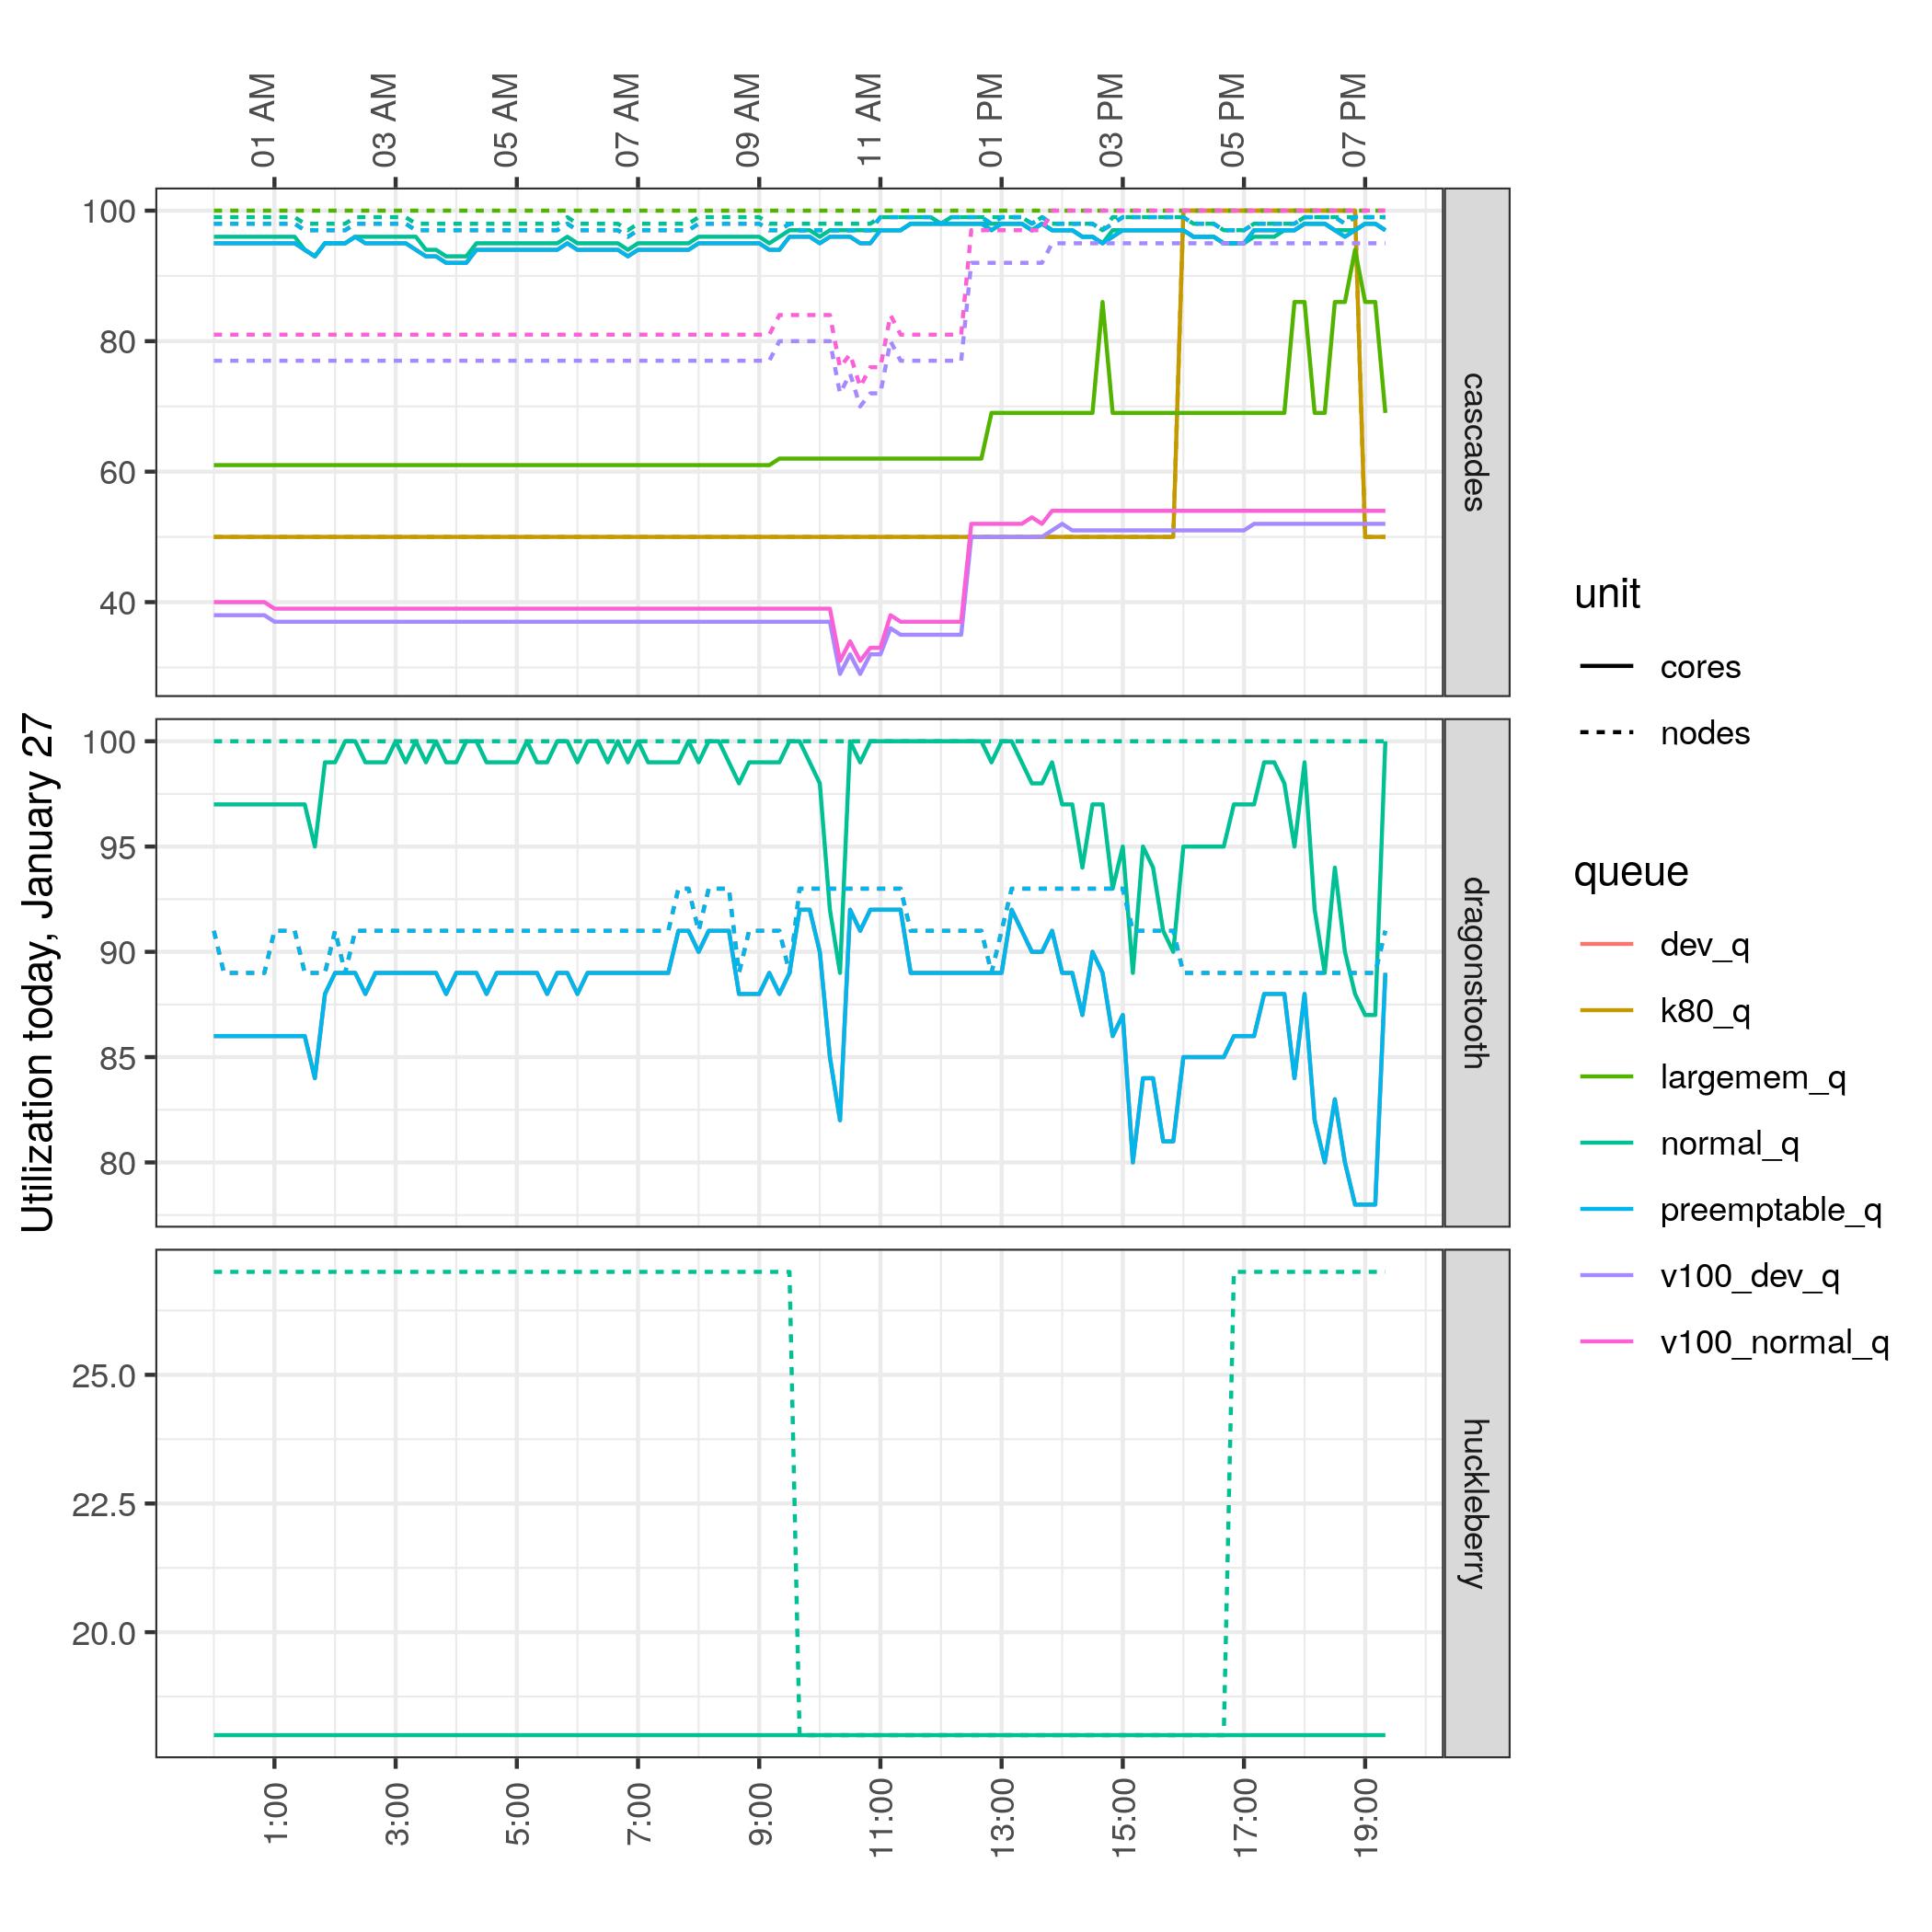 01 AM
03 AM
05 AM
07 AM
09 AM
11 AM
01 PM
03 PM
05 PM
07 PM
Utilization today, January 27
100
80
60
40
cascades
100
95
90
85
80
dragonstooth
25.0
22.5
20.0
huckleberry
1:00
3:00
5:00
7:00
9:00
11:00
13:00
15:00
17:00
19:00
unit
cores
nodes
queue
dev_q
k80_q
largemem_q
normal_q
preemptable_q
v100_dev_q
v100_normal_q